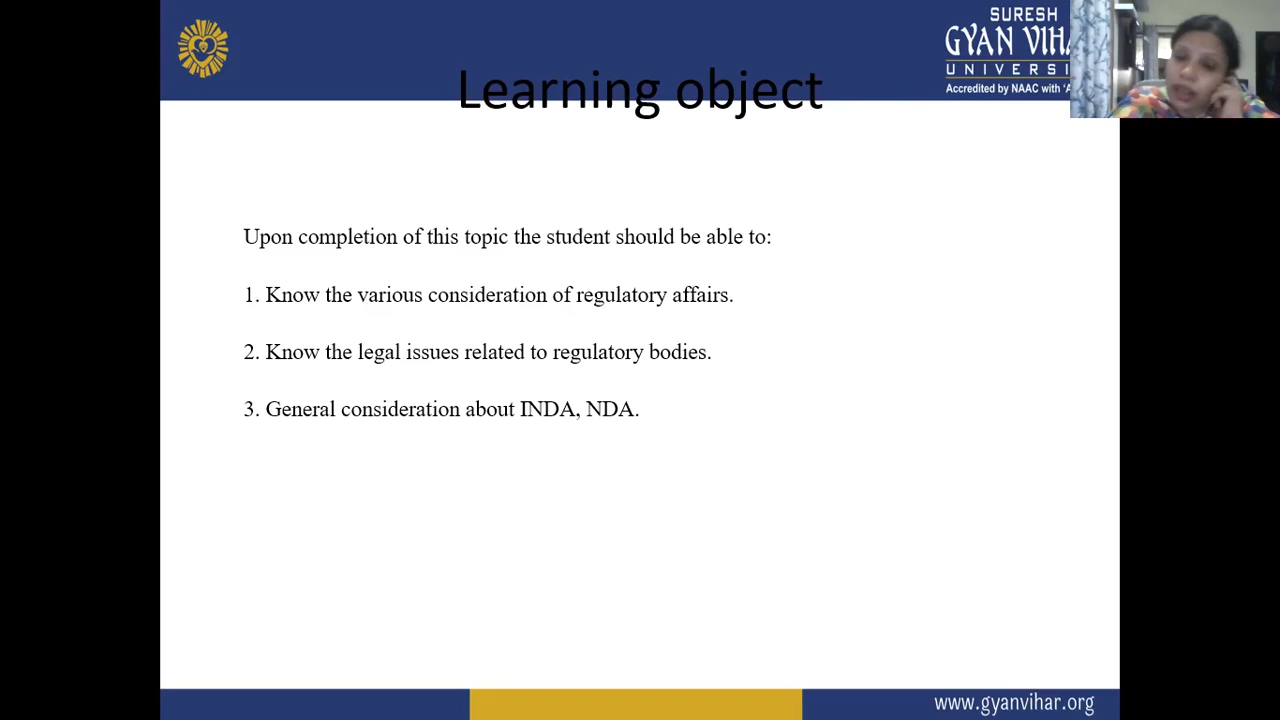 SURESH
GYAN VIHA
UNIVERSI
Accredited by NAAC with 'A
Learning object
Upon completion of this topic the student should be able to:
1. Know the various consideration of regulatory affairs.
2. Know the legal issues related to regulatory bodies.
3. General consideration about INDA, NDA.
www.gyanvihar.org